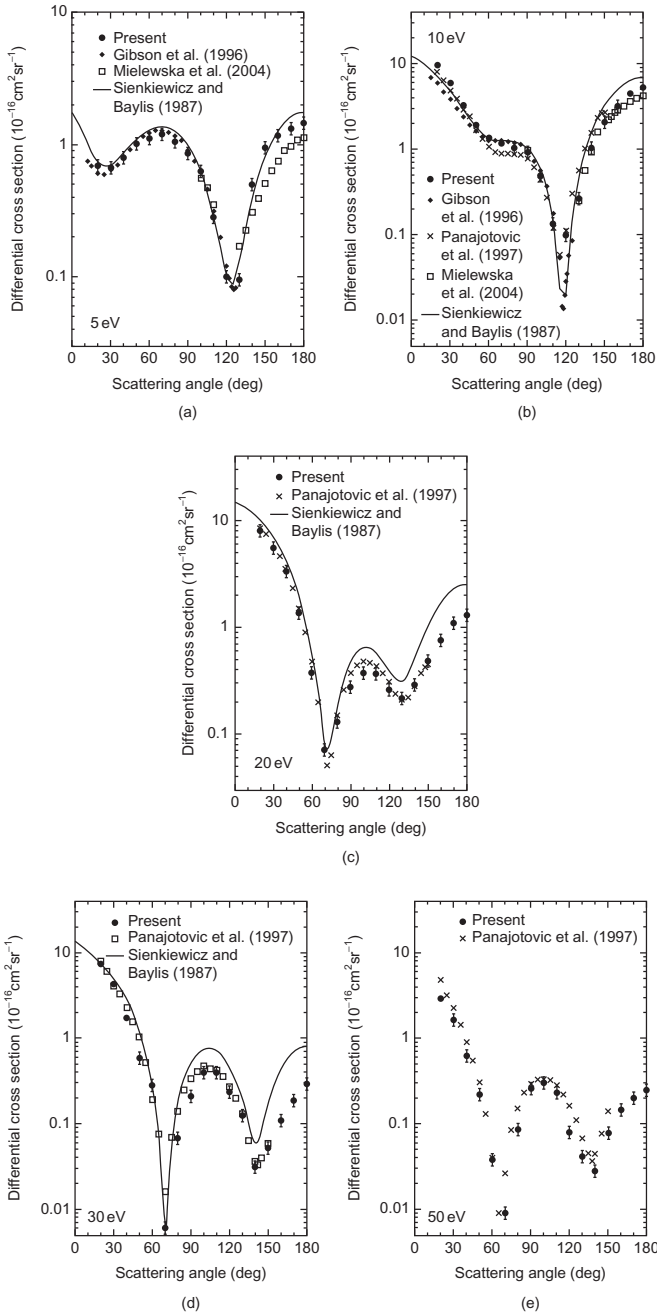 10
1
0.1
Differential cross section (10⁻¹⁶cm²sr⁻¹)
Present
Gibson et al. (1996)
Mielewska et al. (2004)
Sienkiewicz and
Baylis (1987)
5 eV
0 30 60 90 120 150 180
Scattering angle (deg)
(a)
10
1
0.1
0.01
Differential cross section (10⁻¹⁶cm²sr⁻¹)
10 eV
Present
Gibson
et al. (1996)
Panajotovic
et al. (1997)
Mielewska
et al. (2004)
Sienkiewicz
and Baylis (1987)
0 30 60 90 120 150 180
Scattering angle (deg)
(b)
10
1
0.1
Differential cross section (10⁻¹⁶cm²sr⁻¹)
Present
Panajotovic et al. (1997)
Sienkiewicz and
Baylis (1987)
20 eV
0 30 60 90 120 150 180
Scattering angle (deg)
(c)
10
1
0.1
0.01
Differential cross section (10⁻¹⁶cm²sr⁻¹)
Present
Panajotovic et al. (1997)
Sienkiewicz and
Baylis (1987)
30 eV
0 30 60 90 120 150 180
Scattering angle (deg)
(d)
10
1
0.1
0.01
Differential cross section (10⁻¹⁶cm²sr⁻¹)
Present
Panajotovic et al. (1997)
50 eV
0 30 60 90 120 150 180
Scattering angle (deg)
(e)